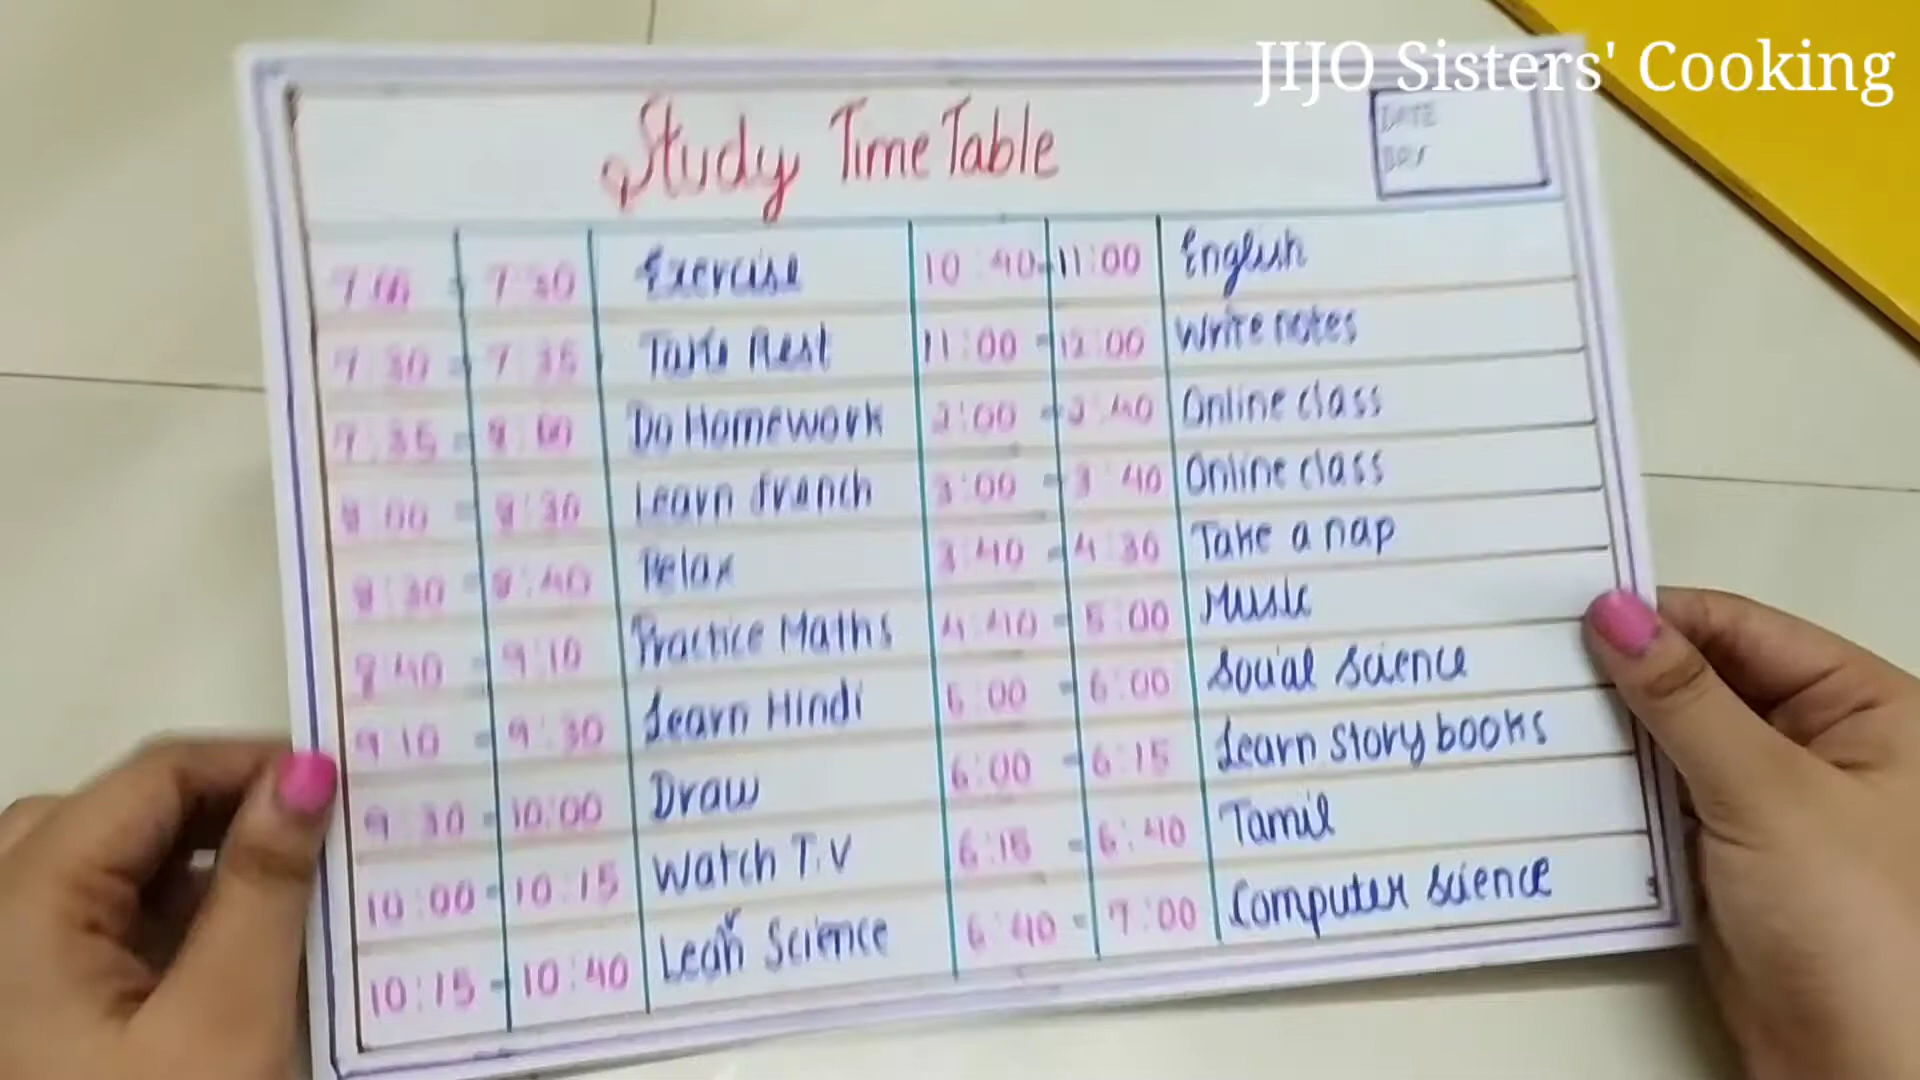 JIJO Sisters' Cooking
Study Time Table
DATE
DAY
7:00 - 7:30 Exercise
7:30 - 7:35 Take Rest
7:35 - 8:00 Do Homework
8:00 - 8:30 Learn french
8:30 - 8:40 Relax
8:40 - 9:10 Practice Maths
9:10 - 9:30 Learn Hindi
9:30 - 10:00 Draw
10:00 - 10:15 Watch T.V
10:15 - 10:40 Learn Science
10:40 - 11:00 English
11:00 - 12:00 Write notes
2:00 - 2:40 Online class
3:00 - 3:40 Online class
3:40 - 4:30 Take a nap
4:40 - 5:00 Music
5:00 - 6:00 Social science
6:00 - 6:15 Learn story books
6:15 - 6:40 Tamil
6:40 - 7:00 Computer science